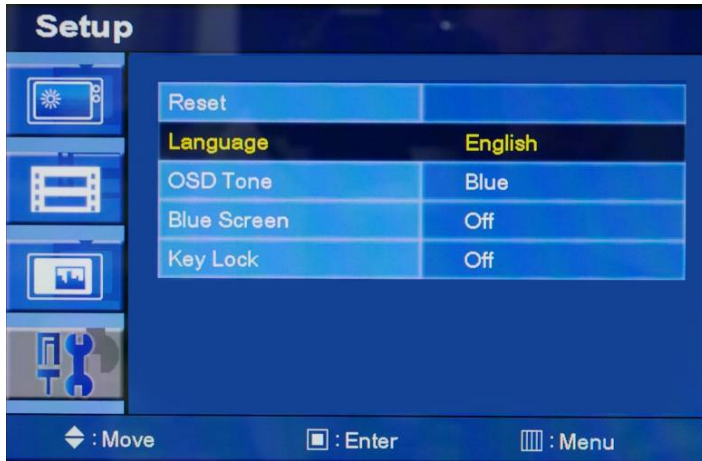 Setup
Reset
Language English
OSD Tone Blue
Blue Screen Off
Key Lock Off
: Move : Enter : Menu